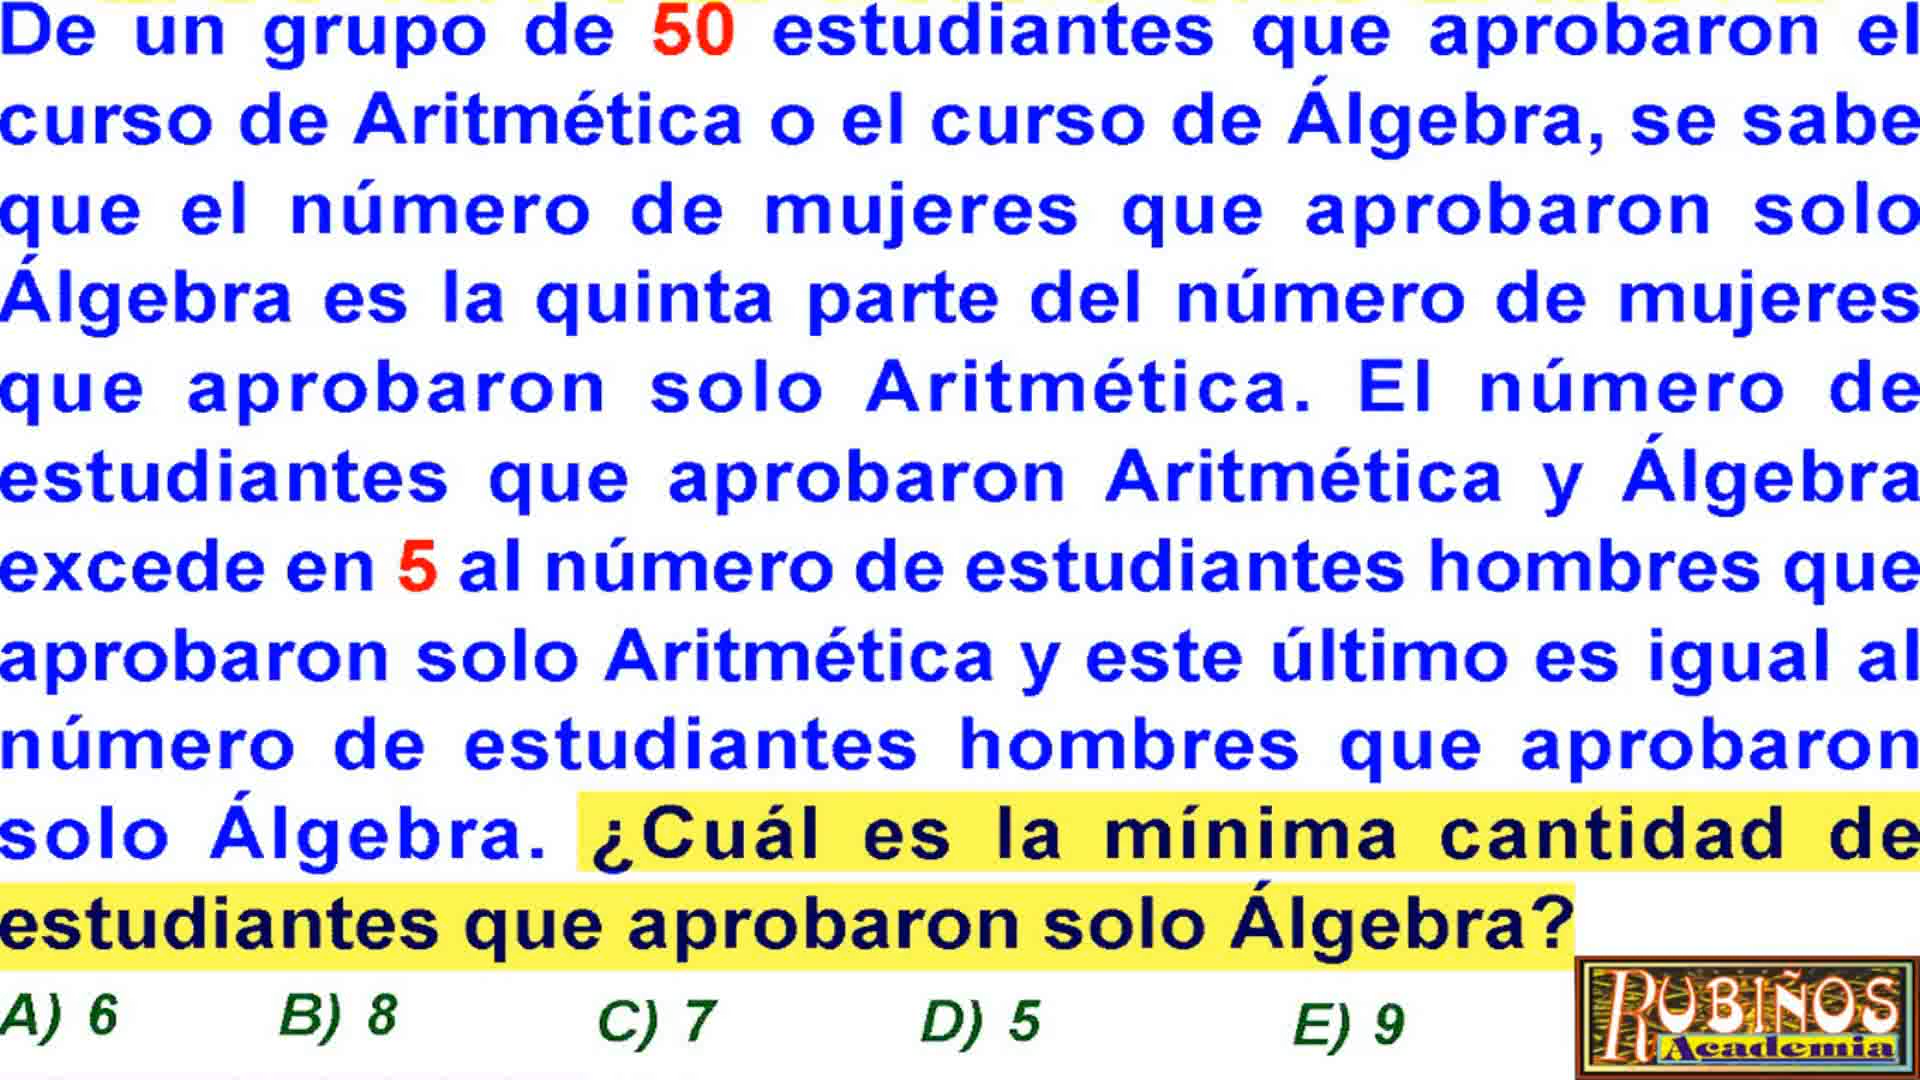 De un grupo de 50 estudiantes que aprobaron el
curso de Aritmética o el curso de Álgebra, se sabe
que el número de mujeres que aprobaron solo
Álgebra es la quinta parte del número de mujeres
que aprobaron solo Aritmética. El número de
estudiantes que aprobaron Aritmética y Álgebra
excede en 5 al número de estudiantes hombres que
aprobaron solo Aritmética y este último es igual al
número de estudiantes hombres que aprobaron
solo Álgebra. ¿Cuál es la mínima cantidad de
estudiantes que aprobaron solo Álgebra?
A) 6 B) 8 C) 7 D) 5 E) 9
RUBIÑOS
Academia